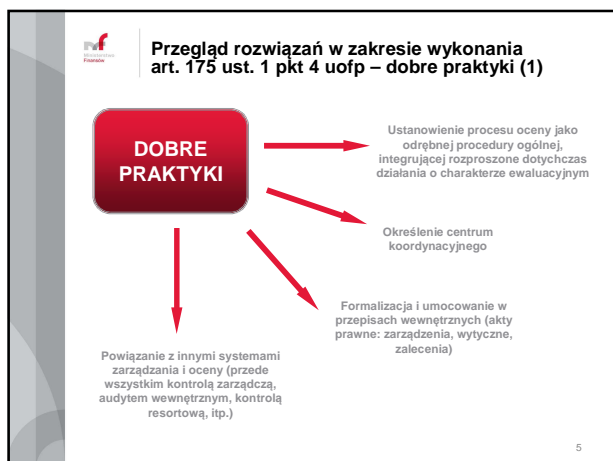 Ministerstwo
Finansów
Przegląd rozwiązań w zakresie wykonania
art. 175 ust. 1 pkt 4 uofp – dobre praktyki (1)
DOBRE
PRAKTYKI
Ustanowienie procesu oceny jako
odrębnej procedury ogólnej,
integrującej rozproszone dotychczas
działania o charakterze ewaluacyjnym
Określenie centrum
koordynacyjnego
Formalizacja i umocowanie w
przepisach wewnętrznych (akty
prawne: zarządzenia, wytyczne,
zalecenia)
Powiązanie z innymi systemami
zarządzania i oceny (przede
wszystkim kontrolą zarządczą,
audytem wewnętrznym, kontrolą
resortową, itp.)
5